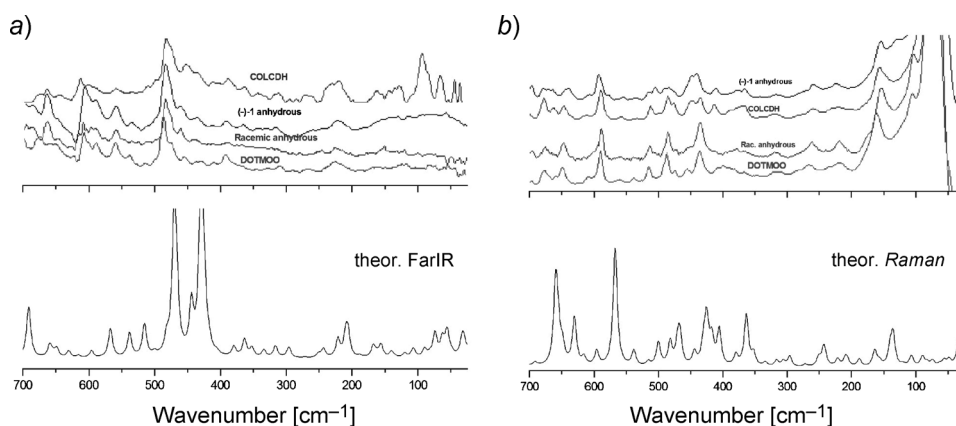 a)
COLCDH
(-)-1 anhydrous
Racemic anhydrous
DOTMOO
theor. FarIR
700 600 500 400 300 200 100
Wavenumber [cm–1]
b)
(-)-1 anhydrous
COLCDH
Rac. anhydrous
DOTMOO
theor. Raman
700 600 500 400 300 200 100
Wavenumber [cm–1]